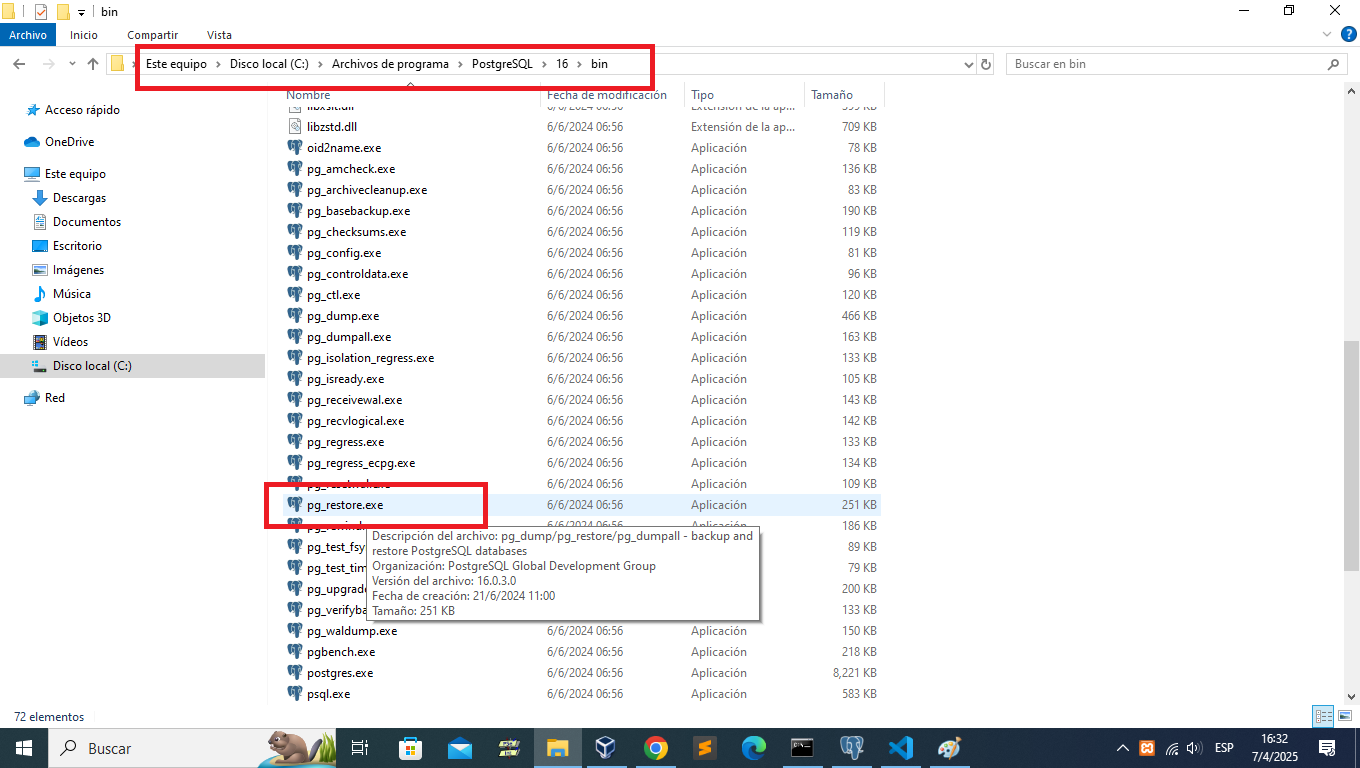 bin
Archivo Inicio Compartir Vista
Este equipo Disco local (C:) Archivos de programa PostgreSQL 16 bin Buscar en bin
Nombre Fecha de modificación Tipo Tamaño
Acceso rápido
OneDrive
Este equipo
Descargas
Documentos
Escritorio
Imágenes
Música
Objetos 3D
Vídeos
Disco local (C:)
Red
libzstd.dll 6/6/2024 06:56 Extensión de la ap... 709 KB
oid2name.exe 6/6/2024 06:56 Aplicación 78 KB
pg_amcheck.exe 6/6/2024 06:56 Aplicación 136 KB
pg_archivecleanup.exe 6/6/2024 06:56 Aplicación 83 KB
pg_basebackup.exe 6/6/2024 06:56 Aplicación 190 KB
pg_checksums.exe 6/6/2024 06:56 Aplicación 119 KB
pg_config.exe 6/6/2024 06:56 Aplicación 81 KB
pg_controldata.exe 6/6/2024 06:56 Aplicación 96 KB
pg_ctl.exe 6/6/2024 06:56 Aplicación 120 KB
pg_dump.exe 6/6/2024 06:56 Aplicación 466 KB
pg_dumpall.exe 6/6/2024 06:56 Aplicación 163 KB
pg_isolation_regress.exe 6/6/2024 06:56 Aplicación 133 KB
pg_isready.exe 6/6/2024 06:56 Aplicación 105 KB
pg_receivewal.exe 6/6/2024 06:56 Aplicación 143 KB
pg_recvlogical.exe 6/6/2024 06:56 Aplicación 142 KB
pg_regress.exe 6/6/2024 06:56 Aplicación 133 KB
pg_regress_ecpg.exe 6/6/2024 06:56 Aplicación 134 KB
6/6/2024 06:56 Aplicación 109 KB
pg_restore.exe 6/6/2024 06:56 Aplicación 251 KB
6/6/2024 06:56 Aplicación 186 KB
pg_test_fsy 89 KB
pg_test_tim 79 KB
pg_upgrade 200 KB
pg_verifyba 133 KB
Descripción del archivo: pg_dump/pg_restore/pg_dumpall - backup and
restore PostgreSQL databases
Organización: PostgreSQL Global Development Group
Versión del archivo: 16.0.3.0
Fecha de creación: 21/6/2024 11:00
Tamaño: 251 KB
pg_waldump.exe 6/6/2024 06:56 Aplicación 150 KB
pgbench.exe 6/6/2024 06:56 Aplicación 218 KB
postgres.exe 6/6/2024 06:56 Aplicación 8,221 KB
psql.exe 6/6/2024 06:56 Aplicación 583 KB
72 elementos
Buscar
ESP
16:32
7/4/2025